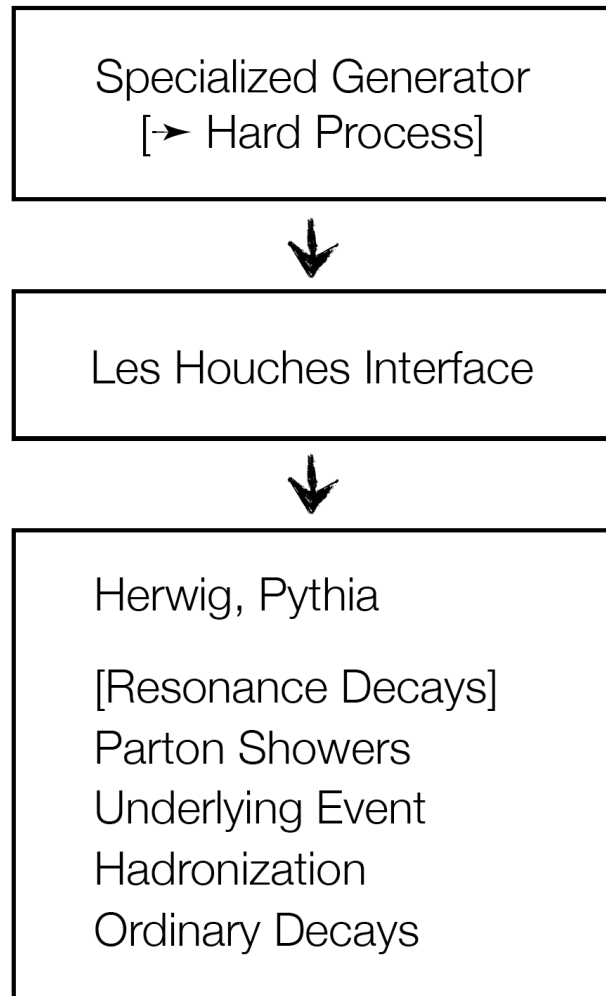 Specialized Generator
[➛ Hard Process]
Les Houches Interface
Herwig, Pythia
[Resonance Decays]
Parton Showers
Underlying Event
Hadronization
Ordinary Decays